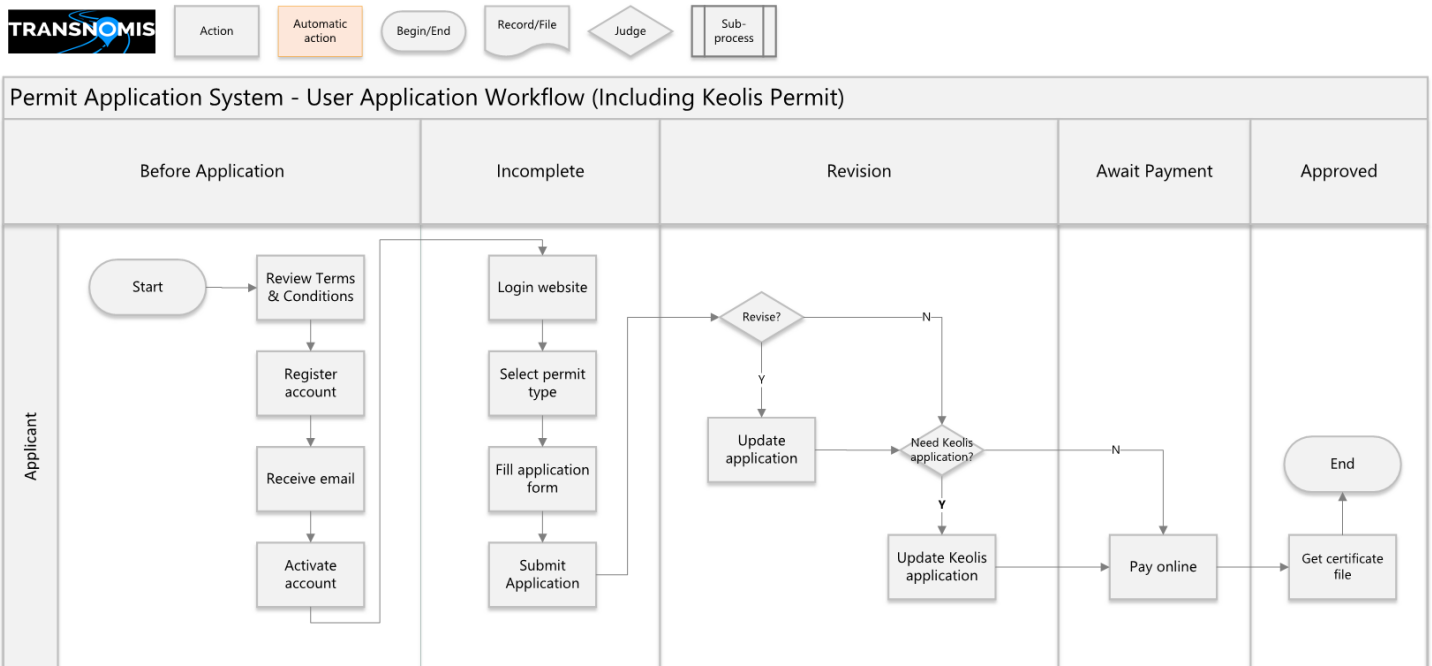 TRANSNOMIS
Action
Automatic
action
Begin/End
Record/File
Judge
Sub-
process
Permit Application System - User Application Workflow (Including Keolis Permit)
Before Application
Incomplete
Revision
Await Payment
Approved
Applicant
Start
Review Terms
& Conditions
Register
account
Receive email
Activate
account
Login website
Select permit
type
Fill application
form
Submit
Application
Revise?
N
Y
Update
application
Need Keolis
application?
N
Y
Update Keolis
application
Pay online
Get certificate
file
End